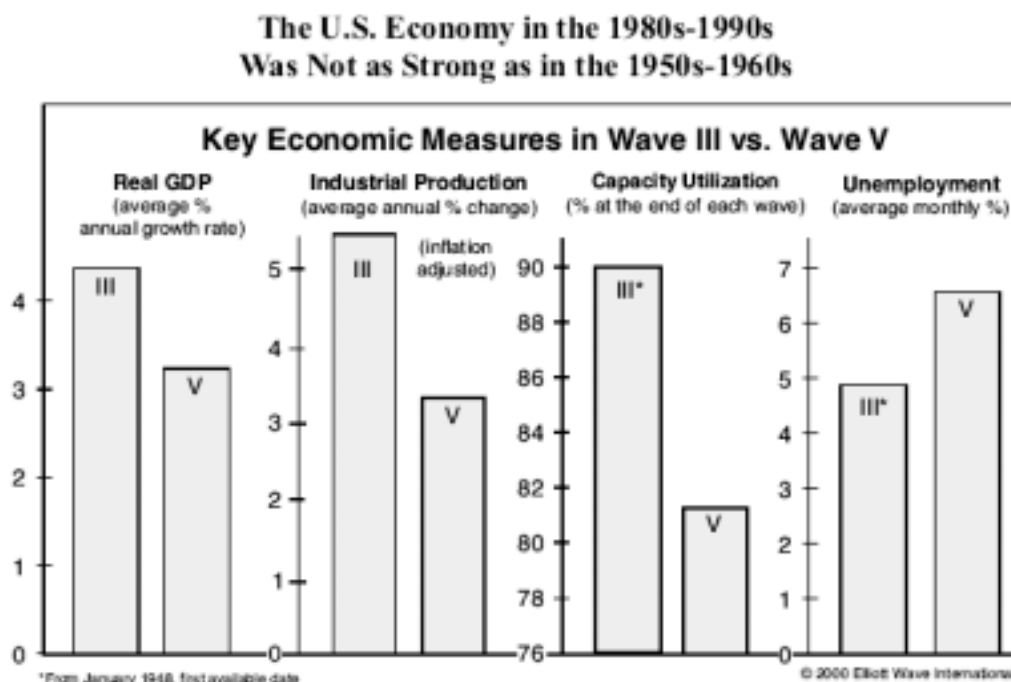 The U.S. Economy in the 1980s-1990s
Was Not as Strong as in the 1950s-1960s
Key Economic Measures in Wave III vs. Wave V
Real GDP
(average %
annual growth rate)
4
3
2
1
0
III
V
Industrial Production
(average annual % change)
(inflation
adjusted)
5
4
3
2
1
0
III
V
Capacity Utilization
(% at the end of each wave)
90
88
86
84
82
80
78
76
III*
V
Unemployment
(average monthly %)
7
6
5
4
3
2
1
0
III*
V
*From January 1948, first available date
© 2000 Elliott Wave International